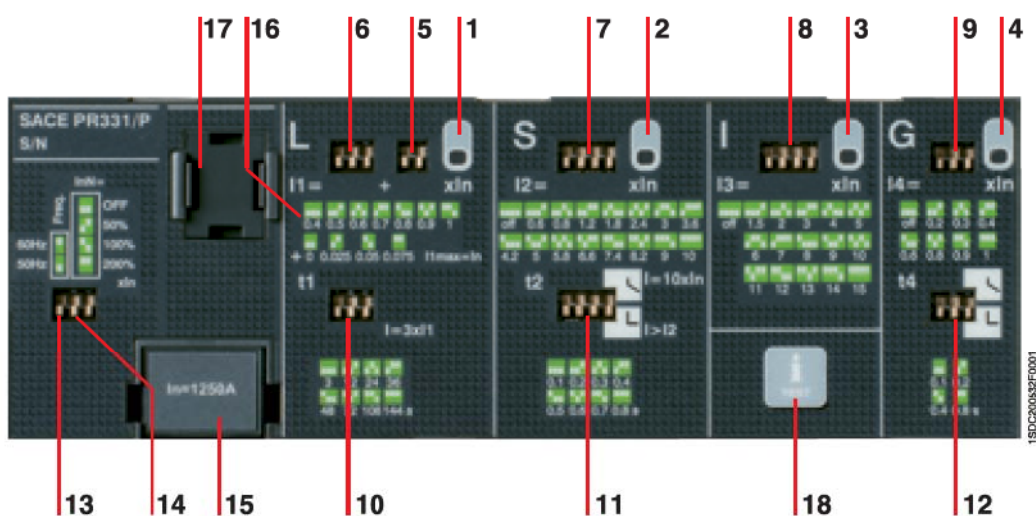 17 16 6 5 1 7 2 8 3 9 4
SACE PR331/P
S/N
InN=
Freq.
OFF
50%
60Hz
100%
50Hz
200%
xIn
In=1250A
L
I1= + xIn
0.4 0.5 0.6 0.7 0.8 0.9 1
+ 0 0.025 0.05 0.075 I1max=In
t1
I=3xI1
3 12 24 36
48 72 108 144 s
S
I2= xIn
off 0.6 0.8 1.2 1.8 2.4 3 3.6
4.2 5 5.8 6.6 7.4 8.2 9 10
t2
I=10xIn
I>I2
0.1 0.2 0.3 0.4
0.5 0.6 0.7 0.8 s
I
I3= xIn
off 1.5 2 3 4 5
6 7 8 9 10
11 12 13 14 15
i
TEST
G
I4= xIn
off 0.2 0.3 0.4
0.6 0.8 0.9 1
t4
0.1 0.2
0.4 0.8 s
13 14 15 10 11 18 12
1SDC200532F0001